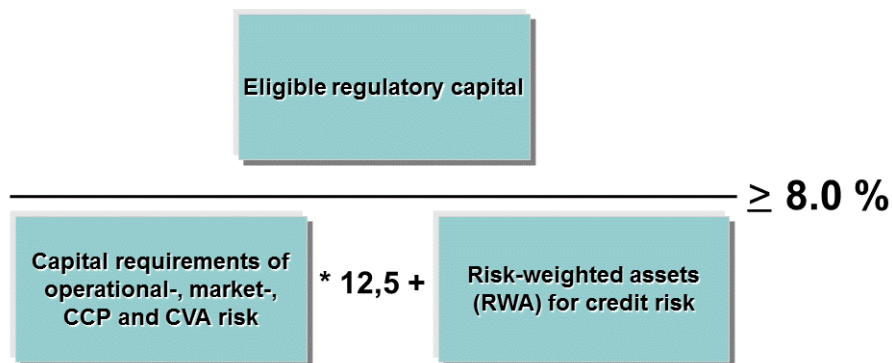 Eligible regulatory capital
≥ 8.0 %
Capital requirements of
operational-, market-,
CCP and CVA risk
* 12,5 +
Risk-weighted assets
(RWA) for credit risk